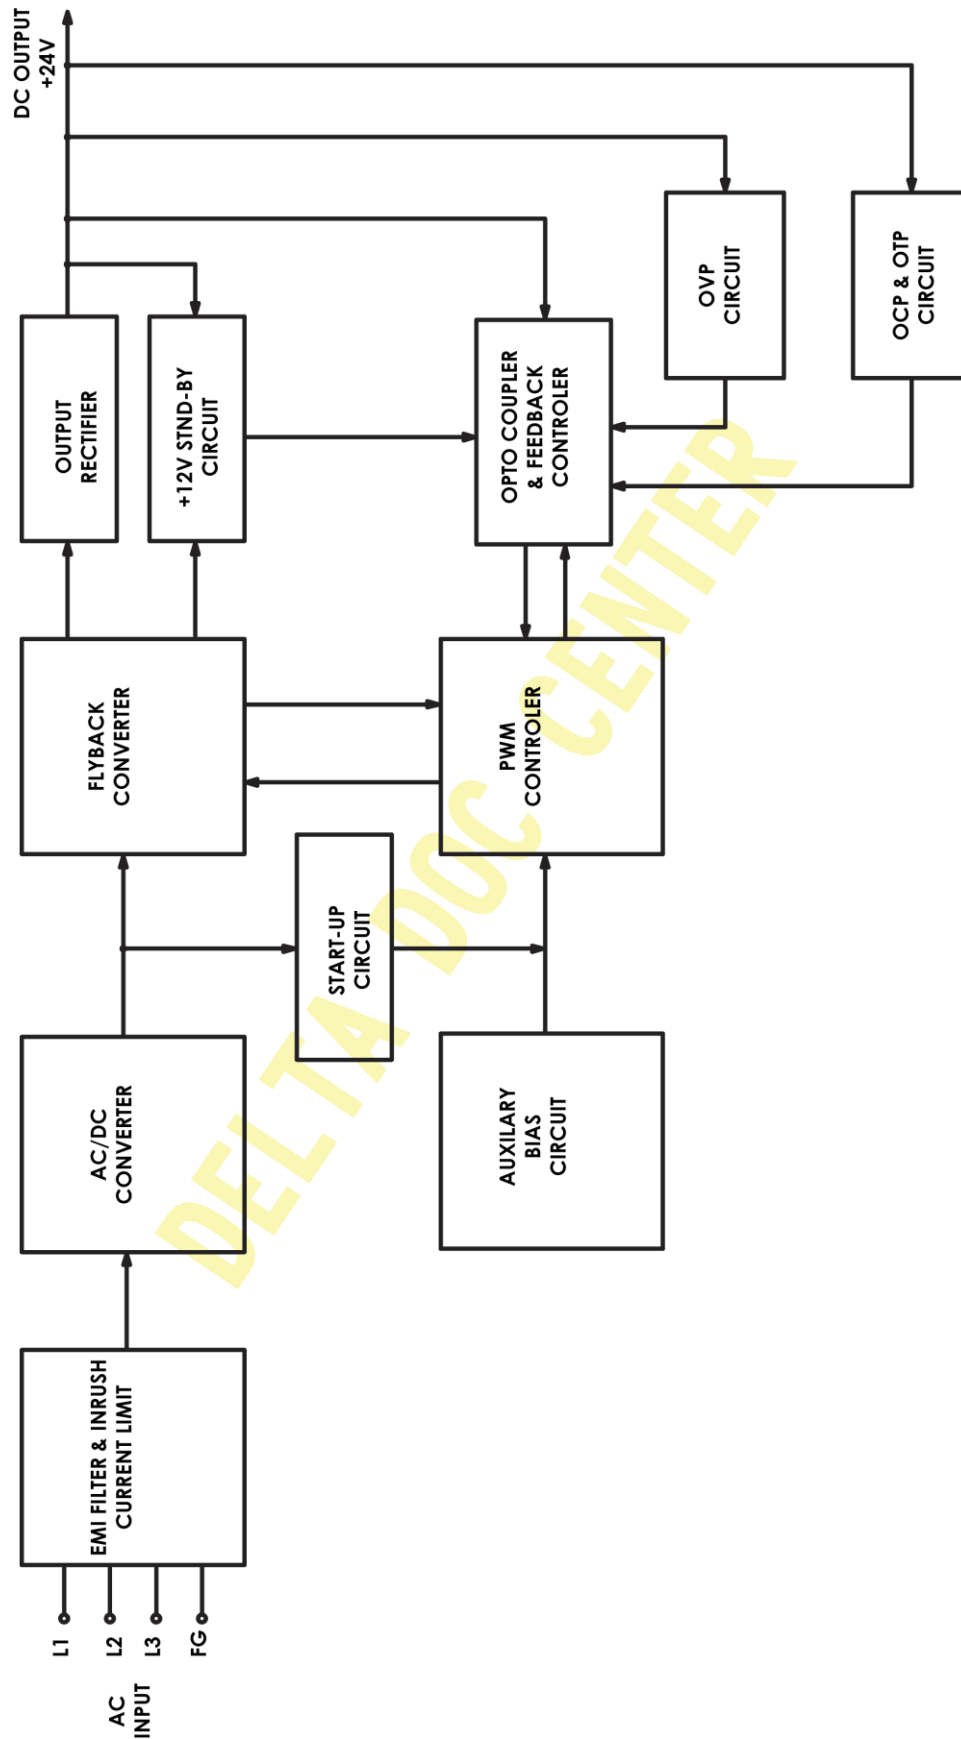 AC
INPUT
L1
L2
L3
FG
EMI FILTER & INRUSH
CURRENT LIMIT
AC/DC
CONVERTER
FLYBACK
CONVERTER
OUTPUT
RECTIFIER
DC OUTPUT
+24V
+12V STND-BY
CIRCUIT
START-UP
CIRCUIT
AUXILARY
BIAS
CIRCUIT
PWM
CONTROLER
OPTO COUPLER
& FEEDBACK
CONTROLER
OVP
CIRCUIT
OCP & OTP
CIRCUIT
DELTA DOC CENTER